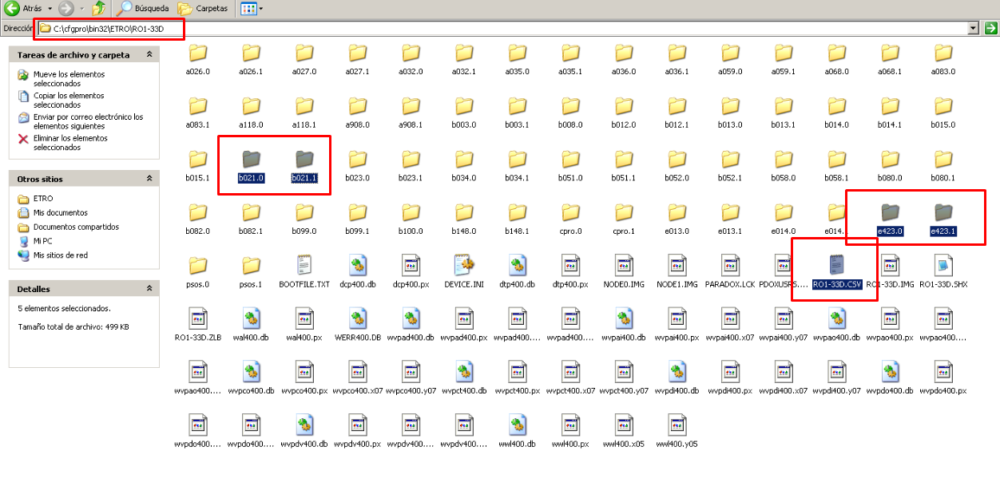 Atrás
Búsqueda
Carpetas
Dirección
C:\cfgpro\bin32\ETRO\RO1-33D
Tareas de archivo y carpeta
Mueve los elementos
seleccionados
Copiar los elementos
seleccionados
Enviar por correo electrónico los
elementos siguientes
Eliminar los elementos
seleccionados
Otros sitios
ETRO
Mis documentos
Documentos compartidos
Mi PC
Mis sitios de red
Detalles
5 elementos seleccionados.
Tamaño total de archivo: 499 KB
a026.0 a026.1 a027.0 a027.1 a032.0 a032.1 a035.0 a035.1 a036.0 a036.1 a059.0 a059.1 a068.0 a068.1 a083.0
a083.1 a118.0 a118.1 a908.0 a908.1 b003.0 b003.1 b008.0 b012.0 b012.1 b013.0 b013.1 b014.0 b014.1 b015.0
b015.1 b021.0 b021.1 b023.0 b023.1 b034.0 b034.1 b051.0 b051.1 b052.0 b052.1 b058.0 b058.1 b080.0 b080.1
b082.0 b082.1 b099.0 b099.1 b100.0 b148.0 b148.1 cpro.0 cpro.1 e013.0 e013.1 e014.0 e014. e423.0 e423.1
psos.0 psos.1 BOOTFILE.TXT dcp400.db dcp400.px DEVICE.INI dtp400.db dtp400.px NODE0.IMG NODE1.IMG PARADOX.LCK PDOXUSRS.... RO1-33D.CSV RO1-33D.IMG RO1-33D.SHX
RO1-33D.ZLB wal400.db wal400.px WERR400.DB wvpad400.db wvpad400.px wvpad400.... wvpad400.... wvpai400.db wvpai400.px wvpai400.x07 wvpai400.y07 wvpao400.db wvpao400.px wvpao400....
wvpao400.... wvpco400.db wvpco400.px wvpco400.x07 wvpco400.y07 wvpct400.db wvpct400.px wvpct400.x07 wvpct400.y07 wvpdi400.db wvpdi400.px wvpdi400.x07 wvpdi400.y07 wvpdo400.db wvpdo400.px
wvpdo400.... wvpdo400.... wvpdv400.db wvpdv400.px wvpdv400.... wvpdv400.... wwl400.db wwl400.px wwl400.x05 wwl400.y05